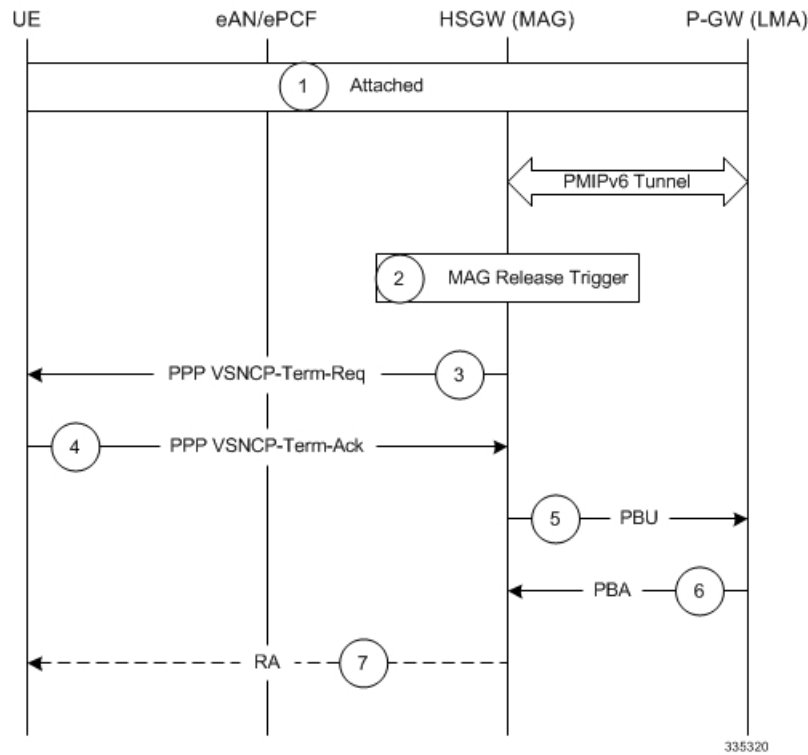 UE eAN/ePCF HSGW (MAG) P-GW (LMA)
1 Attached
PMIPv6 Tunnel
2 MAG Release Trigger
PPP VSNCP-Term-Req 3
4 PPP VSNCP-Term-Ack
5 PBU
PBA 6
RA 7
335320